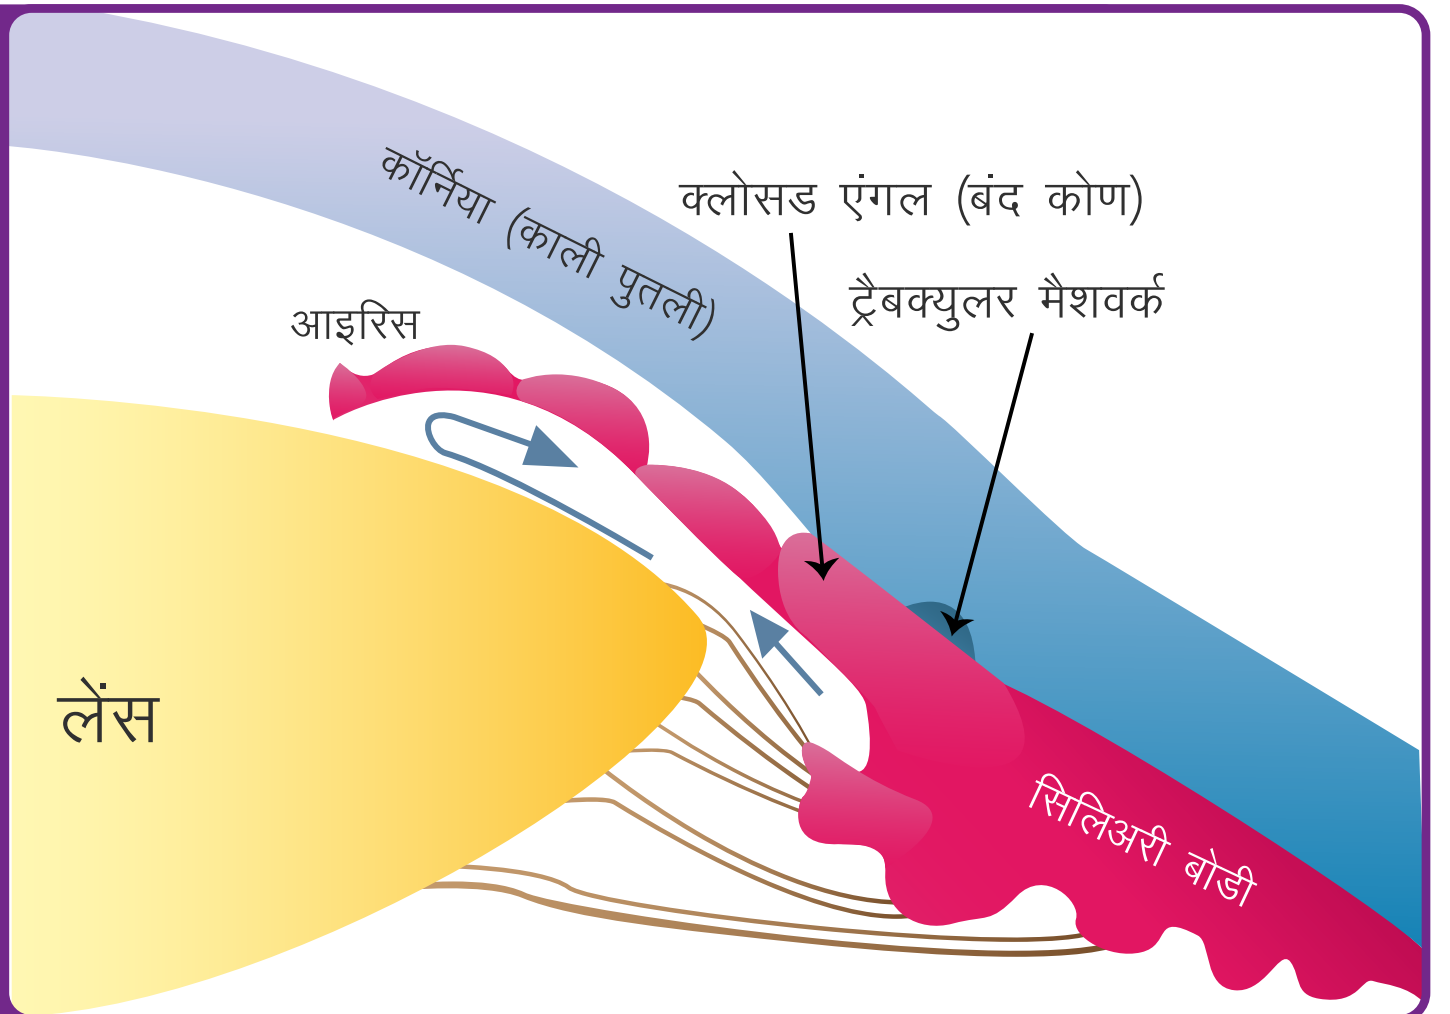 कॉर्निया (काली पुतली)
क्लोसड एंगल (बंद कोण)
ट्रैबक्युलर मैशवर्क
आइरिस
लेंस
सिलिअरी बोडी